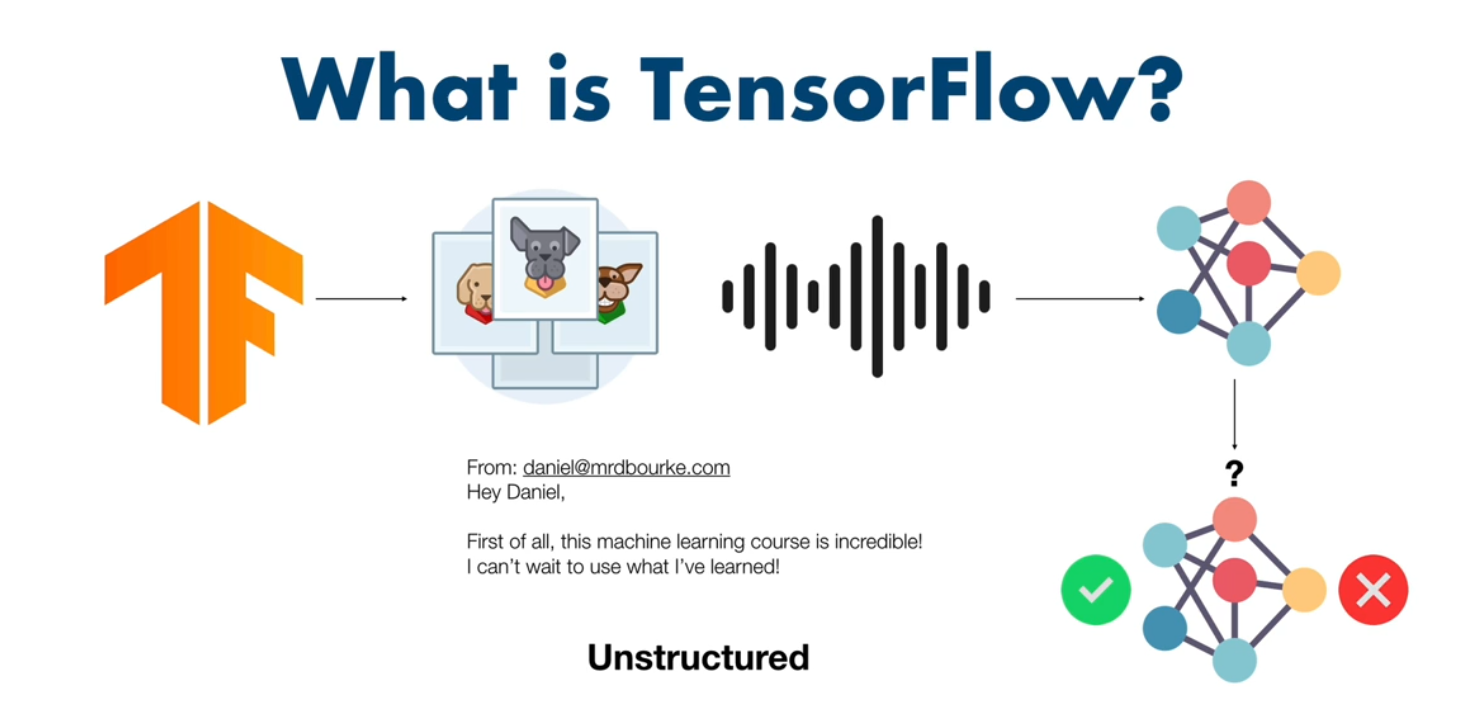 What is TensorFlow?
From: daniel@mrdbourke.com
Hey Daniel,
First of all, this machine learning course is incredible!
I can't wait to use what I've learned!
?
Unstructured